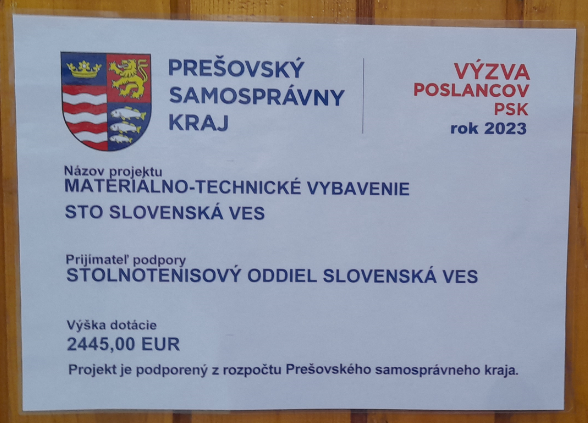 PREŠOVSKÝ
SAMOSPRÁVNY
KRAJ
VÝZVA
POSLANCOV
PSK
rok 2023
Názov projektu
MATERIÁLNO-TECHNICKÉ VYBAVENIE
STO SLOVENSKÁ VES
Prijímateľ podpory
STOLNOTENISOVÝ ODDIEL SLOVENSKÁ VES
Výška dotácie
2445,00 EUR
Projekt je podporený z rozpočtu Prešovského samosprávneho kraja.